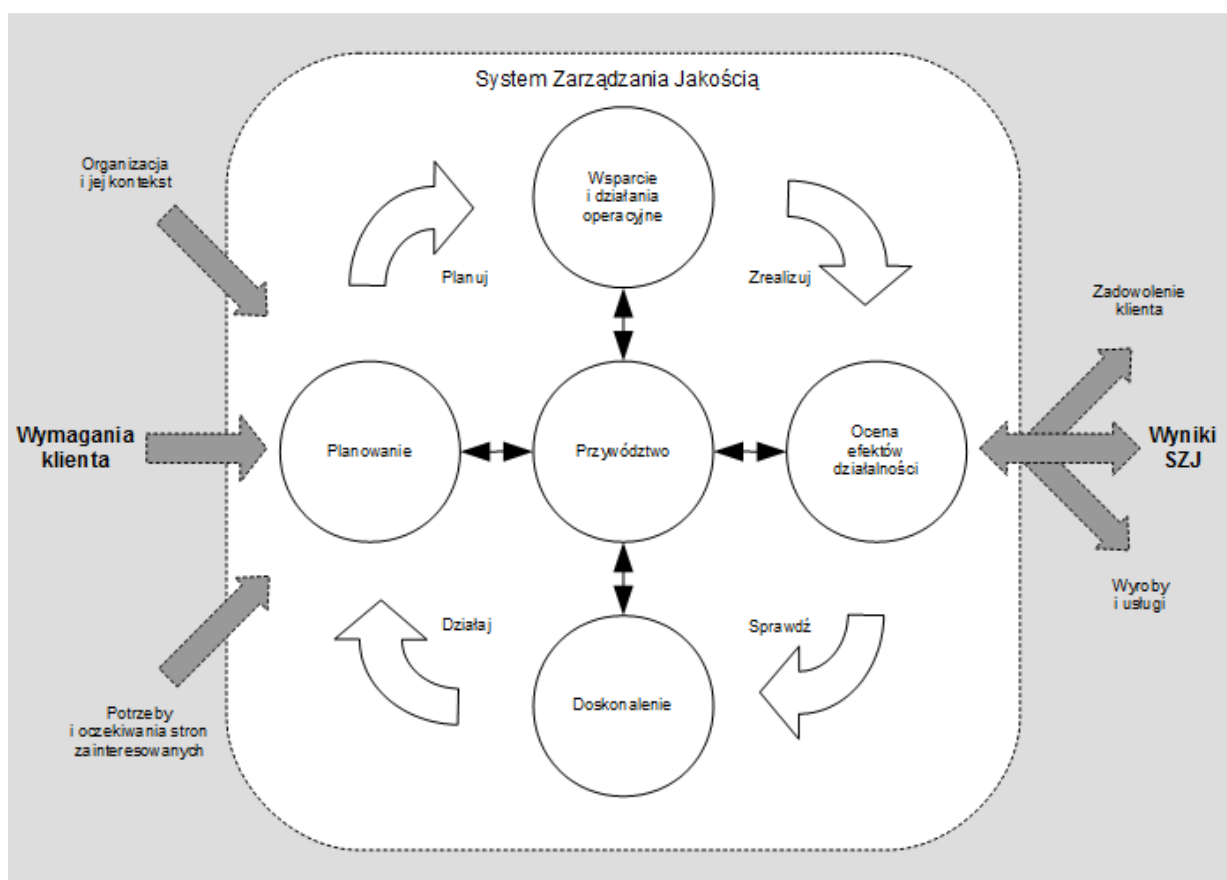 System Zarządzania Jakością
Organizacja
i jej kontekst
Wsparcie
i działania
operacyjne
Planuj
Zrealizuj
Zadowolenie
klienta
Wymagania
klienta
Planowanie
Przywództwo
Ocena
efektów
działalności
Wyniki
SZJ
Wyroby
i usługi
Działaj
Sprawdź
Doskonalenie
Potrzeby
i oczekiwania stron
zainteresowanych